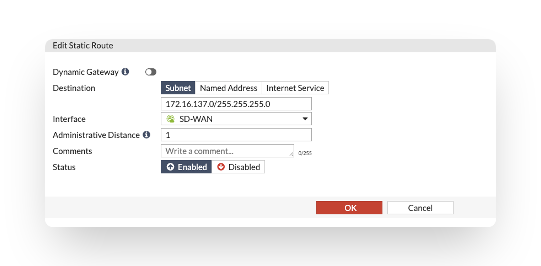 Edit Static Route
Dynamic Gateway
Destination Subnet Named Address Internet Service
172.16.137.0/255.255.255.0
Interface SD-WAN
Administrative Distance 1
Comments Write a comment... 0/255
Status Enabled Disabled
OK Cancel